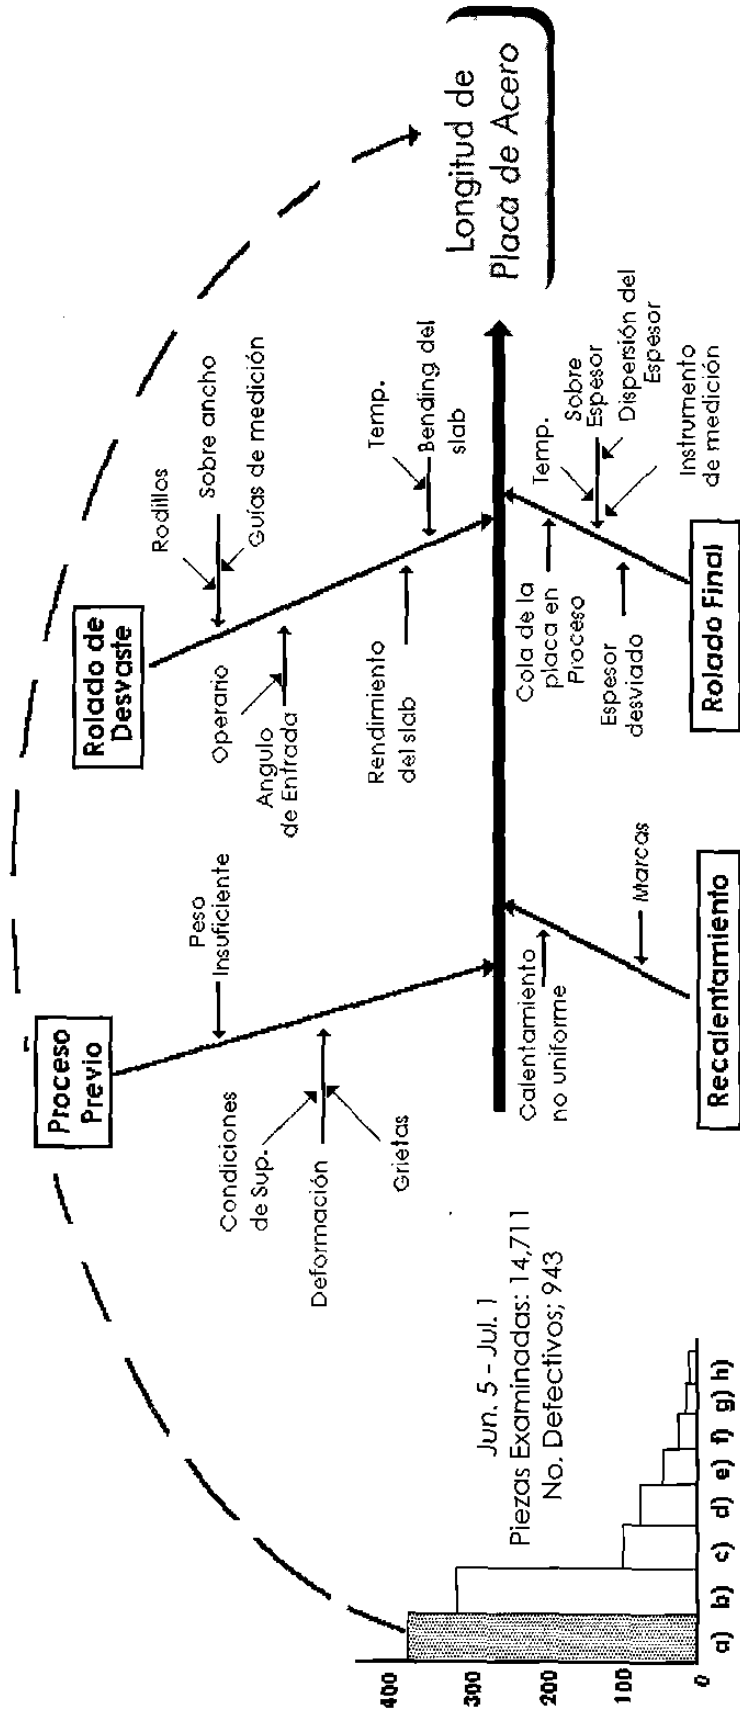 Proceso
Previo
Rolado de
Desvaste
Peso
Insuficiente
Condiciones
de Sup.
Deformación
Grietas
Rodillos
Sobre ancho
Guías de medición
Operario
Angulo
de Entrada
Rendimiento
del slab
Temp.
Bending del
slab
Longitud de
Placa de Acero
Calentamiento
no uniforme
Marcas
Recalentamiento
Cola de la
placa en
Proceso
Espesor
desviado
Temp.
Sobre
Espesor
Dispersión del
Espesor
Instrumento
de medición
Rolado Final
Jun. 5 - Jul. 1
Piezas Examinadas: 14,711
No. Defectivos; 943
400
300
200
100
0
a) b) c) d) e) f) g) h)